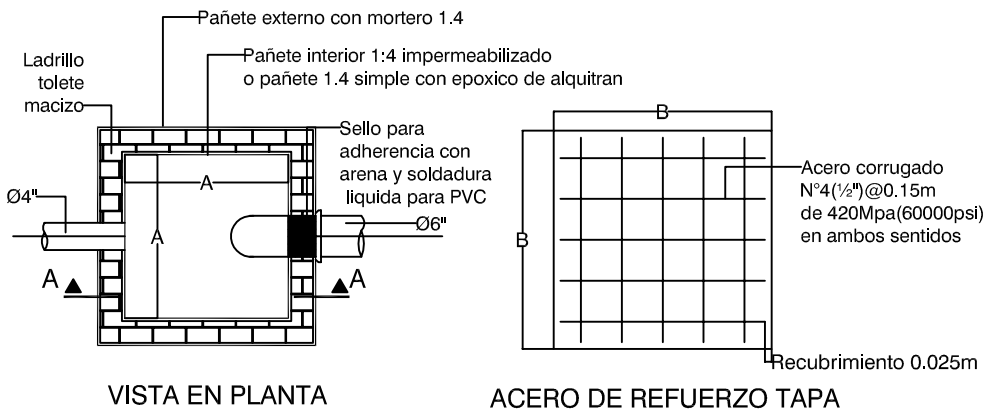 Pañete externo con mortero 1.4
Pañete interior 1:4 impermeabilizado
o pañete 1.4 simple con epoxico de alquitran
Ladrillo
tolete
macizo
Sello para
adherencia con
arena y soldadura
liquida para PVC
Ø4"
Ø6"
A
A
A
A
VISTA EN PLANTA
B
B
Acero corrugado
N°4(½")@0.15m
de 420Mpa(60000psi)
en ambos sentidos
Recubrimiento 0.025m
ACERO DE REFUERZO TAPA